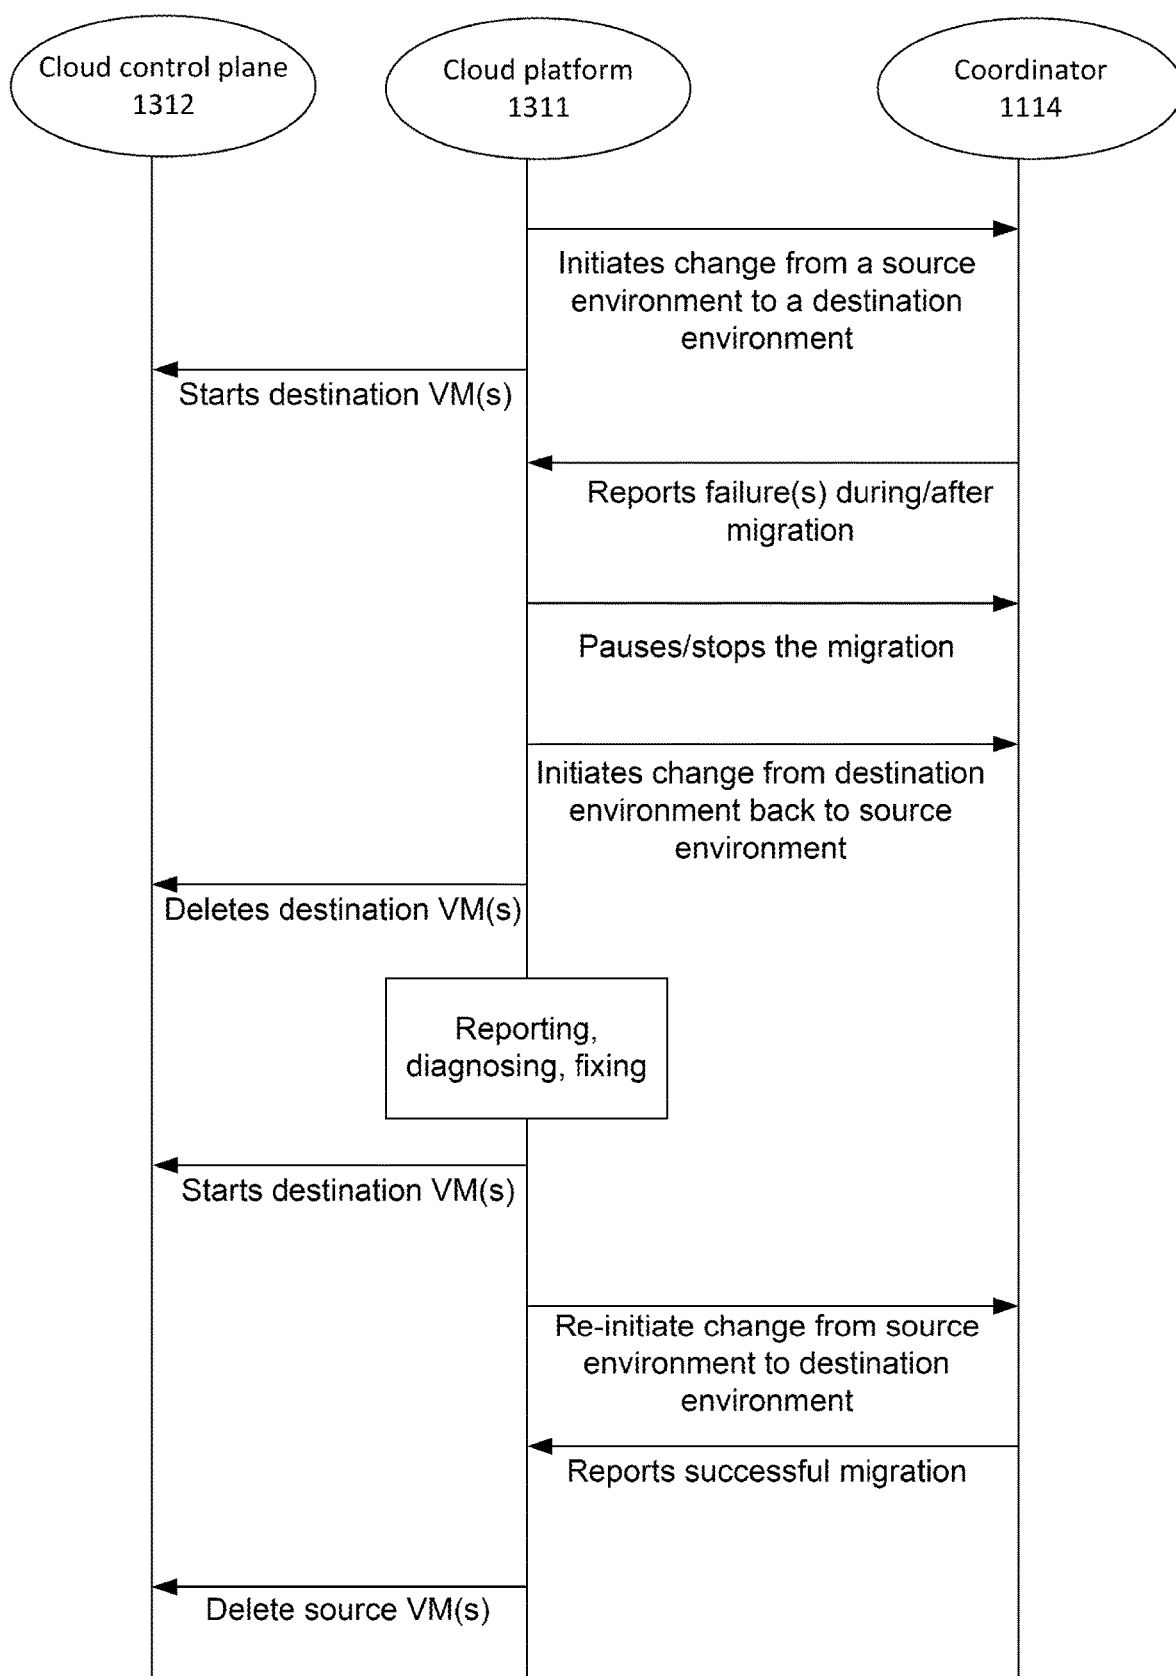 Cloud control plane
1312
Cloud platform
1311
Coordinator
1114
Initiates change from a source
environment to a destination
environment
Starts destination VM(s)
Reports failure(s) during/after
migration
Pauses/stops the migration
Initiates change from destination
environment back to source
environment
Deletes destination VM(s)
Reporting,
diagnosing, fixing
Starts destination VM(s)
Re-initiate change from source
environment to destination
environment
Reports successful migration
Delete source VM(s)